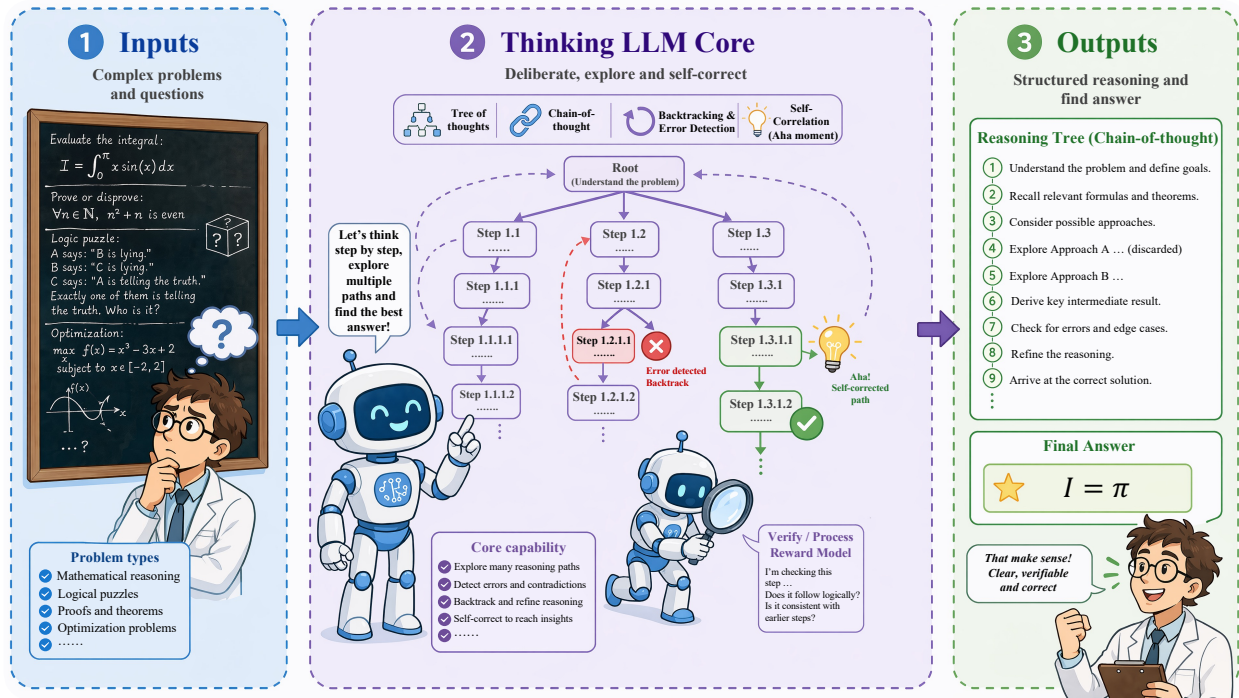 1 Inputs
Complex problems
and questions
Evaluate the integral:
I = ∫₀^π x sin(x) dx
Prove or disprove:
∀n ∈ ℕ, n² + n is even
? ? ?
Logic puzzle:
A says: "B is lying."
B says: "C is lying."
C says: "A is telling the truth."
Exactly one of them is telling
the truth. Who is it?
?
Optimization:
max f(x) = x³ − 3x + 2
x
subject to x ∈ [-2, 2]
f(x)
x
... ?
Problem types
Mathematical reasoning
Logical puzzles
Proofs and theorems
Optimization problems
......
2 Thinking LLM Core
Deliberate, explore and self-correct
Tree of
thoughts
Chain-of-
thought
Backtracking &
Error Detection
Self-
Correlation
(Aha moment)
Root
(Understand the problem)
Let's think
step by step,
explore
multiple
paths and
find the best
answer!
Step 1.1
......
Step 1.2
......
Step 1.3
......
Step 1.1.1
.......
Step 1.2.1
.......
Step 1.3.1
.......
Step 1.1.1.1
.......
Step 1.2.1.1
.......
Step 1.3.1.1
.......
Error detected
Backtrack
Aha!
Self-corrected
path
Step 1.1.1.2
.......
Step 1.2.1.2
.......
Step 1.3.1.2
.......
Core capability
Explore many reasoning paths
Detect errors and contradictions
Backtrack and refine reasoning
Self-correct to reach insights
......
Verify / Process
Reward Model
I'm checking this
step ...
Does it follow logically?
Is it consistent with
earlier steps?
3 Outputs
Structured reasoning and
find answer
Reasoning Tree (Chain-of-thought)
1 Understand the problem and define goals.
2 Recall relevant formulas and theorems.
3 Consider possible approaches.
4 Explore Approach A ... (discarded)
5 Explore Approach B ...
6 Derive key intermediate result.
7 Check for errors and edge cases.
8 Refine the reasoning.
9 Arrive at the correct solution.
Final Answer
I = π
That make sense!
Clear, verifiable
and correct